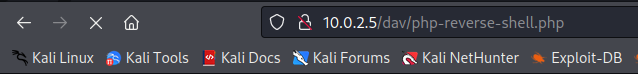 10.0.2.5/dav/php-reverse-shell.php
Kali Linux Kali Tools Kali Docs Kali Forums Kali NetHunter Exploit-DB